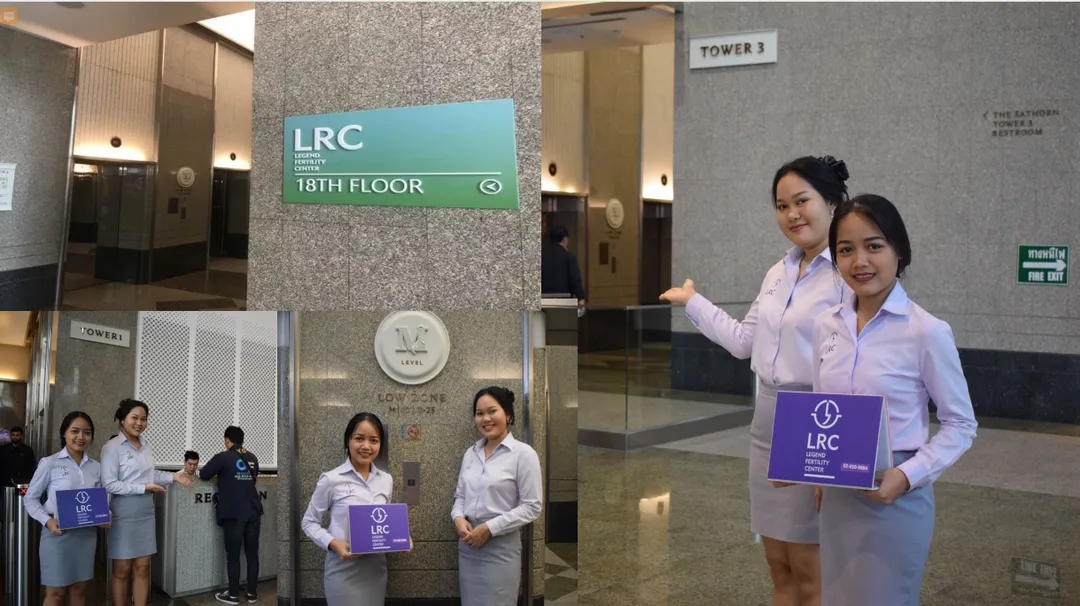 LRC
LEGEND
FERTILITY
CENTER
18TH FLOOR
TOWER 3
THE SATHORN
TOWER 3
RESTROOM
ทางหนีไฟ
FIRE EXIT
LRC
LRC
LEGEND
FERTILITY
CENTER
TOWER 1
LRC
LEGEND
FERTILITY
CENTER
M
LEVEL
LOW ZONE
LRC
LEGEND
FERTILITY
CENTER